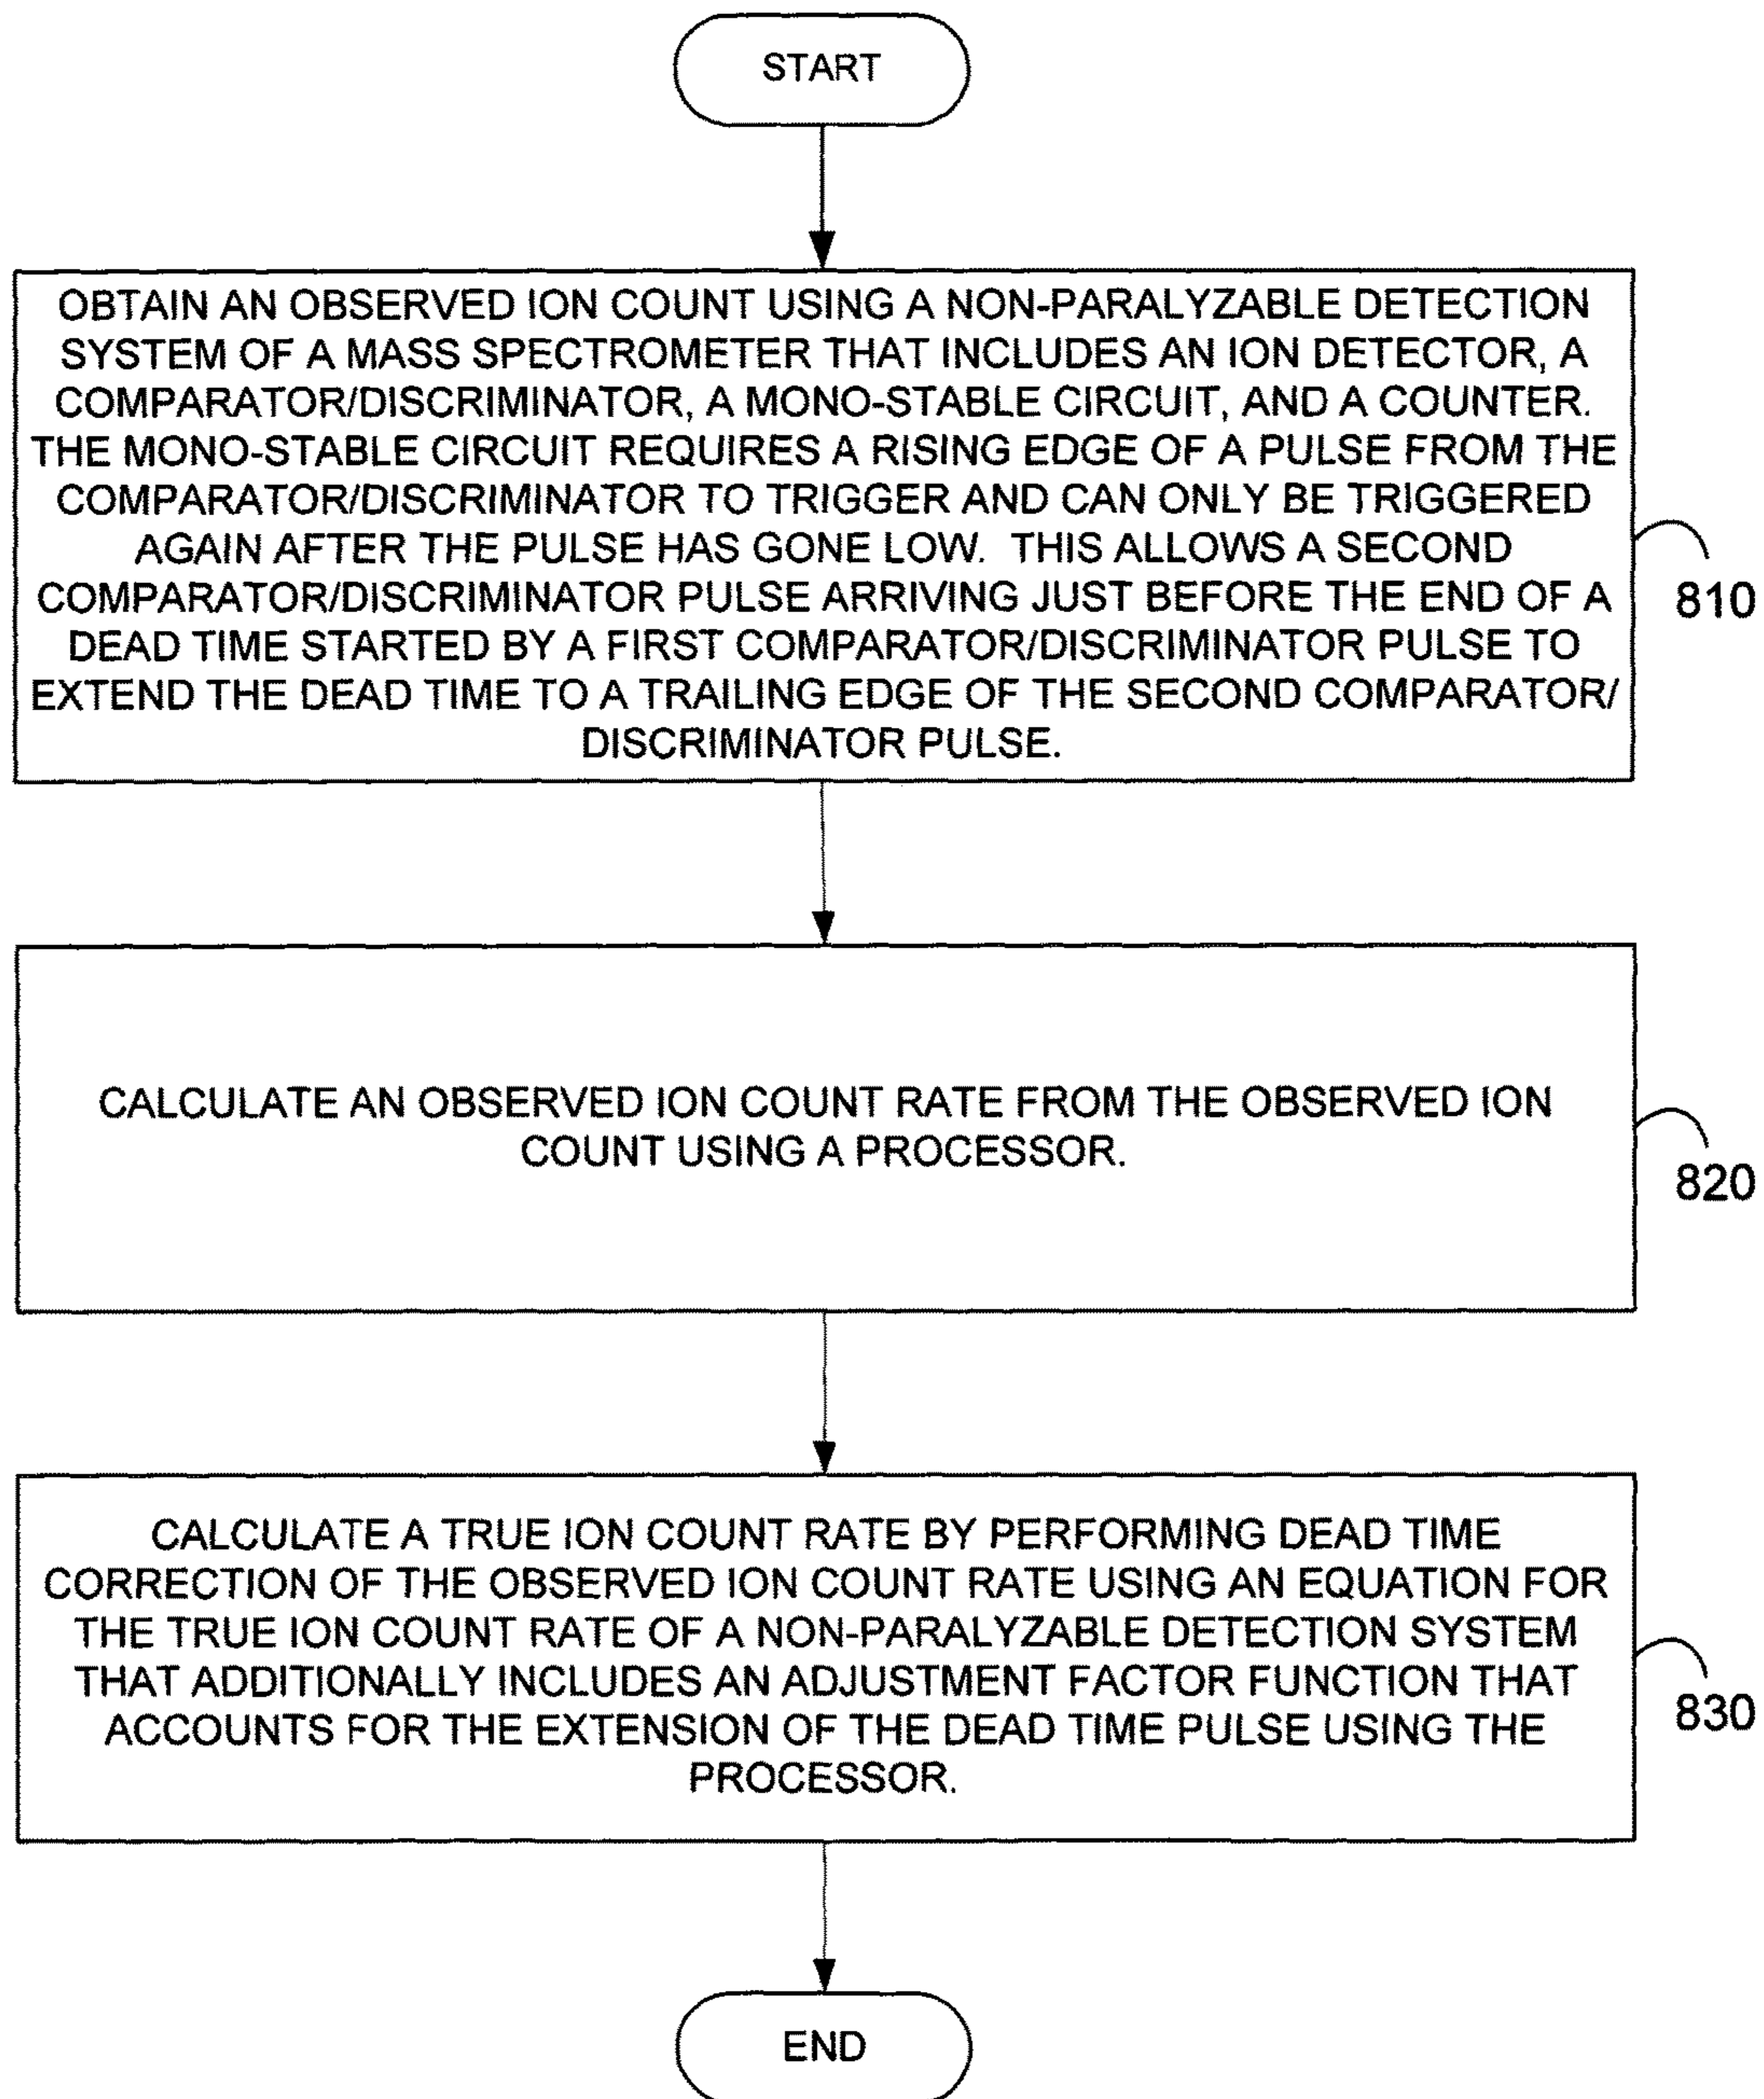 START
OBTAIN AN OBSERVED ION COUNT USING A NON-PARALYZABLE DETECTION
SYSTEM OF A MASS SPECTROMETER THAT INCLUDES AN ION DETECTOR, A
COMPARATOR/DISCRIMINATOR, A MONO-STABLE CIRCUIT, AND A COUNTER.
THE MONO-STABLE CIRCUIT REQUIRES A RISING EDGE OF A PULSE FROM THE
COMPARATOR/DISCRIMINATOR TO TRIGGER AND CAN ONLY BE TRIGGERED
AGAIN AFTER THE PULSE HAS GONE LOW. THIS ALLOWS A SECOND
COMPARATOR/DISCRIMINATOR PULSE ARRIVING JUST BEFORE THE END OF A
DEAD TIME STARTED BY A FIRST COMPARATOR/DISCRIMINATOR PULSE TO
EXTEND THE DEAD TIME TO A TRAILING EDGE OF THE SECOND COMPARATOR/
DISCRIMINATOR PULSE.
810
CALCULATE AN OBSERVED ION COUNT RATE FROM THE OBSERVED ION
COUNT USING A PROCESSOR.
820
CALCULATE A TRUE ION COUNT RATE BY PERFORMING DEAD TIME
CORRECTION OF THE OBSERVED ION COUNT RATE USING AN EQUATION FOR
THE TRUE ION COUNT RATE OF A NON-PARALYZABLE DETECTION SYSTEM
THAT ADDITIONALLY INCLUDES AN ADJUSTMENT FACTOR FUNCTION THAT
ACCOUNTS FOR THE EXTENSION OF THE DEAD TIME PULSE USING THE
PROCESSOR.
830
END